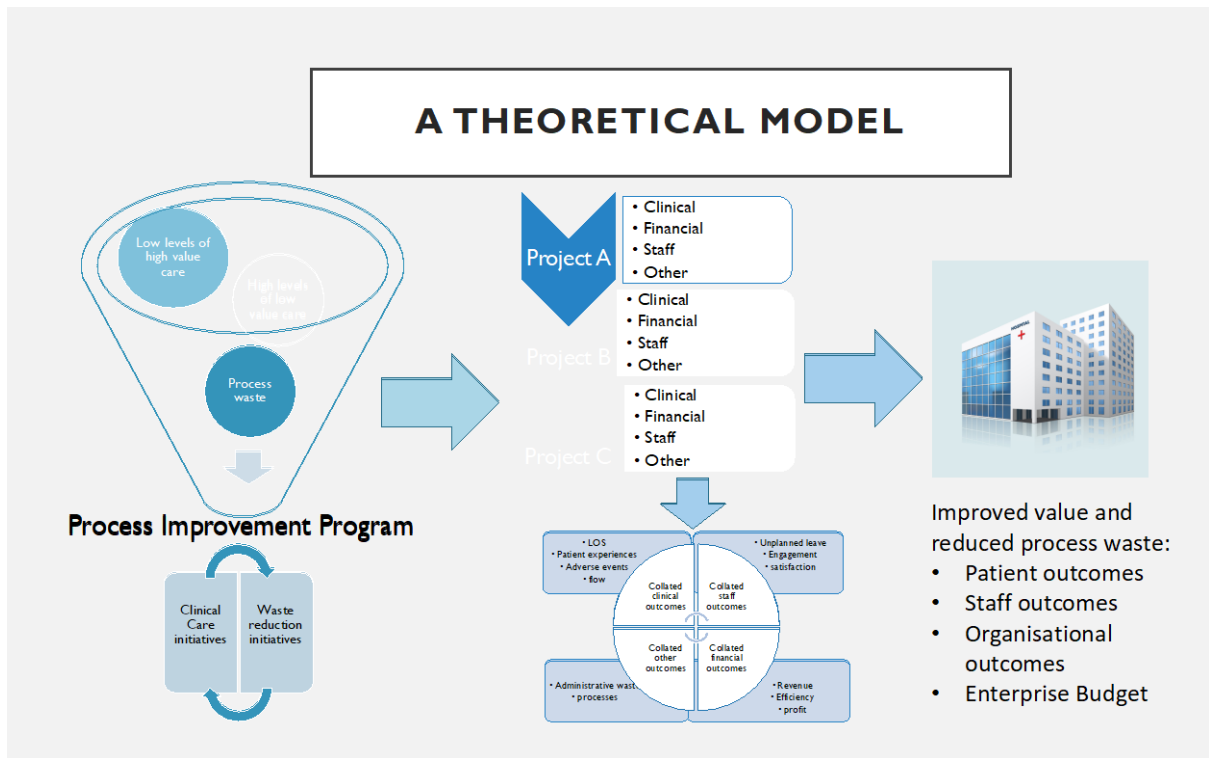 A THEORETICAL MODEL
Low levels of
high value
care
High levels
of low
value care
Process
waste
Process Improvement Program
Clinical
Care
initiatives
Waste
reduction
initiatives
Project A
• Clinical
• Financial
• Staff
• Other
Project B
• Clinical
• Financial
• Staff
• Other
Project C
• Clinical
• Financial
• Staff
• Other
• LOS
• Patient experiences
• Adverse events
• flow
• Unplanned leave
• Engagement
• satisfaction
Collated
clinical
outcomes
Collated
staff
outcomes
Collated
other
outcomes
Collated
financial
outcomes
• Administrative wast
• processes
• Revenue
• Efficiency
• profit
HOSPITAL
Improved value and
reduced process waste:
• Patient outcomes
• Staff outcomes
• Organisational
outcomes
• Enterprise Budget